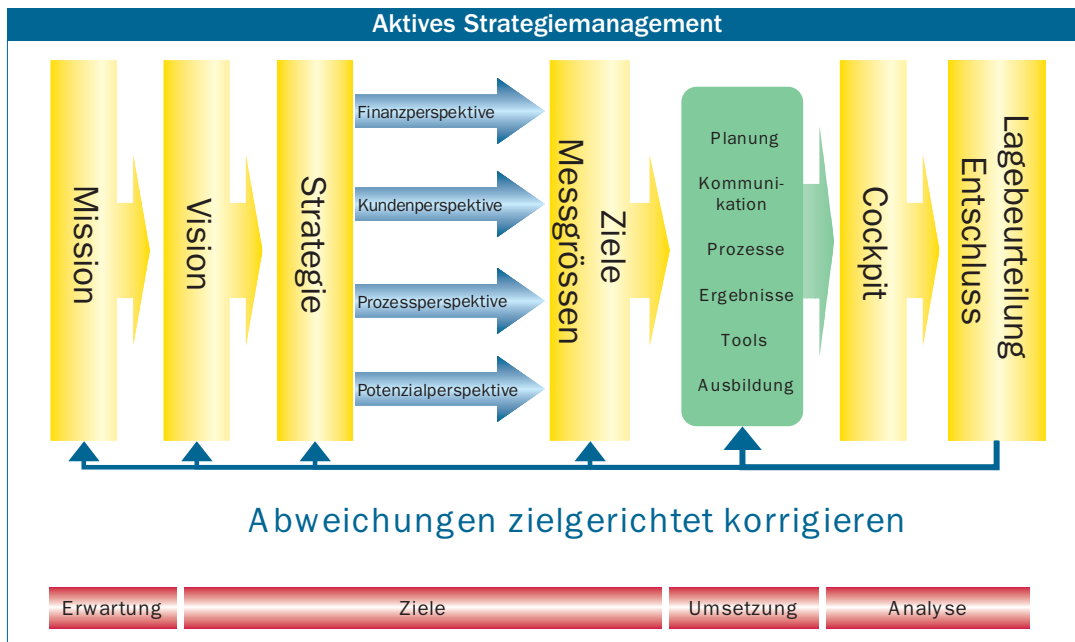 Aktives Strategiemanagement
Mission
Vision
Strategie
Finanzperspektive
Kundenperspektive
Prozessperspektive
Potenzialperspektive
Ziele
Messgrössen
Planung
Kommuni-
kation
Prozesse
Ergebnisse
Tools
Ausbildung
Cockpit
Lagebeurteilung
Entschluss
Abweichungen zielgerichtet korrigieren
Erwartung
Ziele
Umsetzung
Analyse